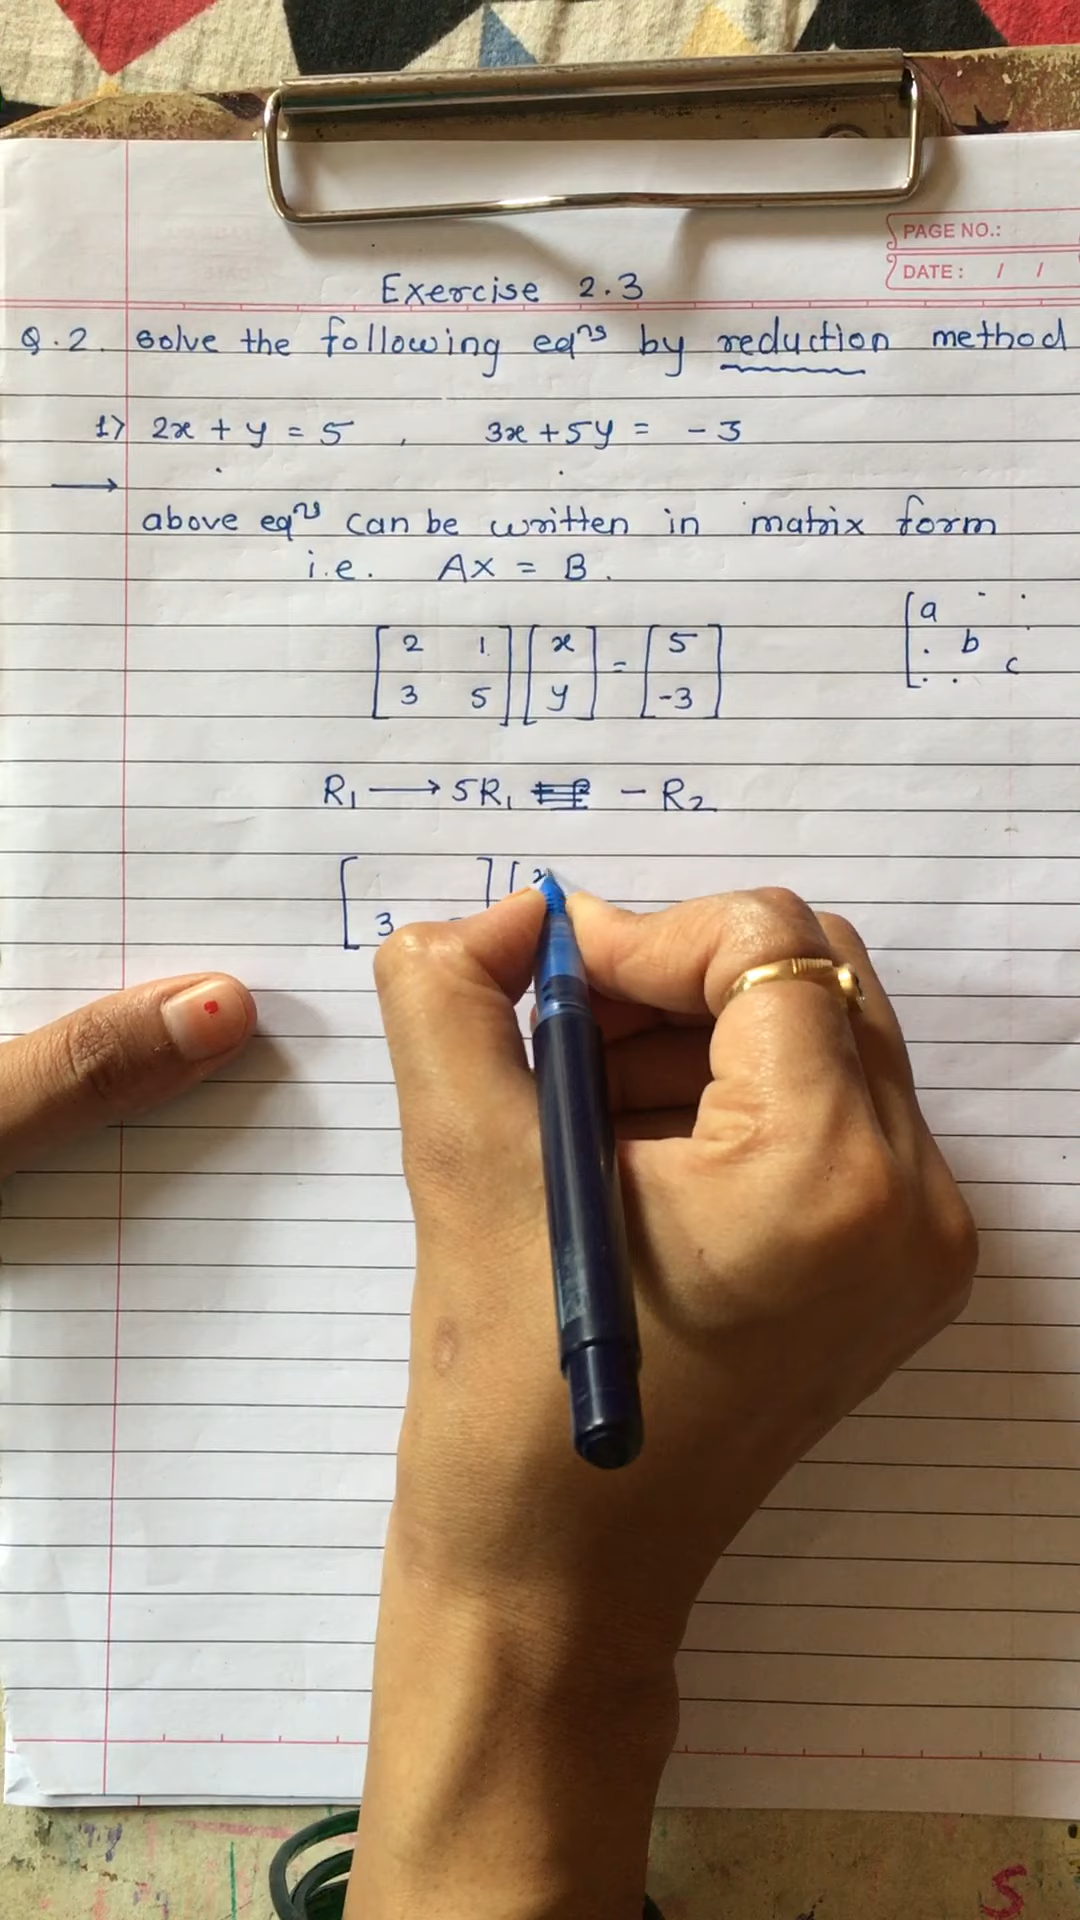 PAGE NO.:
DATE: / /
Exercise 2.3
Q.2. Solve the following eqⁿˢ by reduction method
1) 2x + y = 5 , 3x + 5y = -3
→ above eqⁿˢ can be written in matrix form
i.e. AX = B.
[a
2 1 x = 5
. b
c
3 5 y -3
R₁ → 5R₁ - R₂
[ ] [
3
S